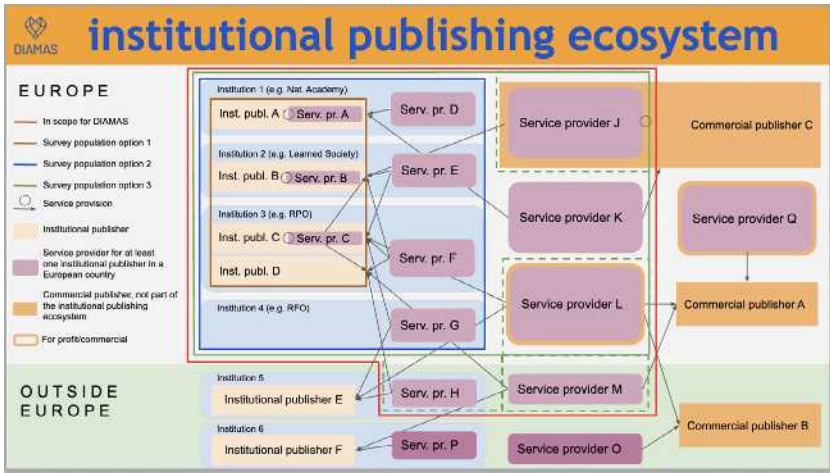 DIAMAS
institutional publishing ecosystem
EUROPE
In scope for DIAMAS
Survey population option 1
Survey population option 2
Survey population option 3
Service provision
Institutional publisher
Service provider for at least
one institutional publisher in a
European country
Commercial publisher, not part of
the institutional publishing
ecosystem
For profit/commercial
Institution 1 (e.g. Nat. Academy)
Inst. publ. A
Serv. pr. A
Serv. pr. D
Institution 2 (e.g. Learned Society)
Inst. publ. B
Serv. pr. B
Serv. pr. E
Institution 3 (e.g. RPO)
Inst. publ. C
Serv. pr. C
Inst. publ. D
Serv. pr. F
Institution 4 (e.g. RFO)
Serv. pr. G
Service provider J
Commercial publisher C
Service provider K
Service provider Q
Service provider L
Commercial publisher A
OUTSIDE
EUROPE
Institution 5
Institutional publisher E
Serv. pr. H
Service provider M
Institution 6
Institutional publisher F
Serv. pr. P
Service provider O
Commercial publisher B